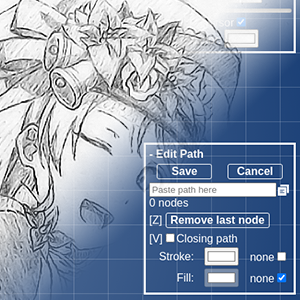 - Edit Path
Save Cancel
Paste path here
0 nodes
[Z] Remove last node
[V] Closing path
Stroke: none
Fill: none